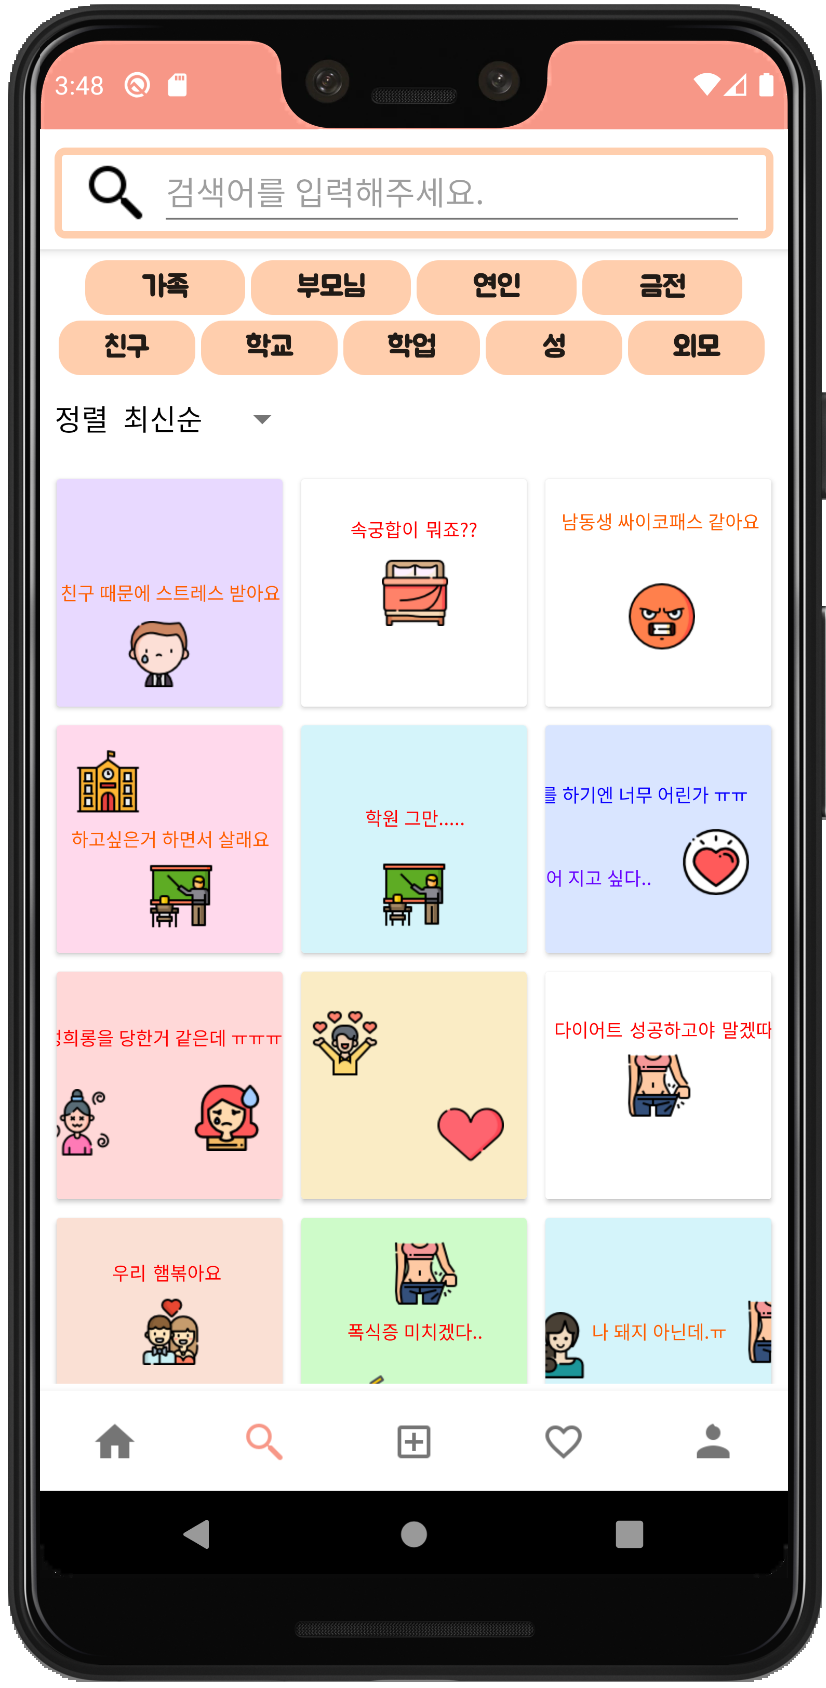 3:48
검색어를 입력해주세요.
가족 부모님 연인 금전
친구 학교 학업 성 외모
정렬 최신순
친구 때문에 스트레스 받아요
속궁합이 뭐죠??
남동생 싸이코패스 같아요
하고싶은거 하면서 살래요
학원 그만.....
를 하기엔 너무 어린가 ㅠㅠ
어 지고 싶다..
희롱을 당한거 같은데 ㅠㅠㅠ
다이어트 성공하고야 말겠
우리 햄볶아요
폭식증 미치겠다..
나 돼지 아닌데.ㅠ